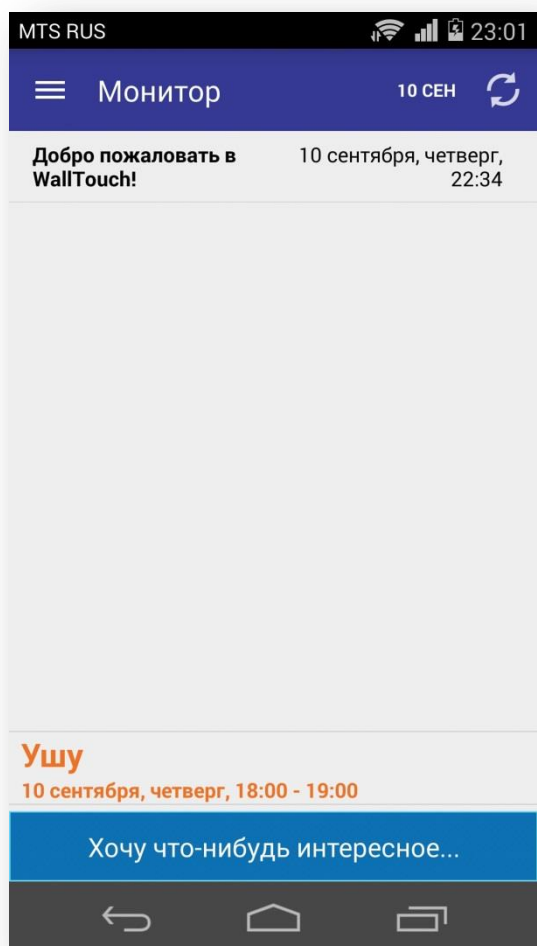 MTS RUS 23:01
Монитор 10 СЕН
Добро пожаловать в 10 сентября, четверг,
WallTouch! 22:34
Ушу
10 сентября, четверг, 18:00 - 19:00
Хочу что-нибудь интересное...